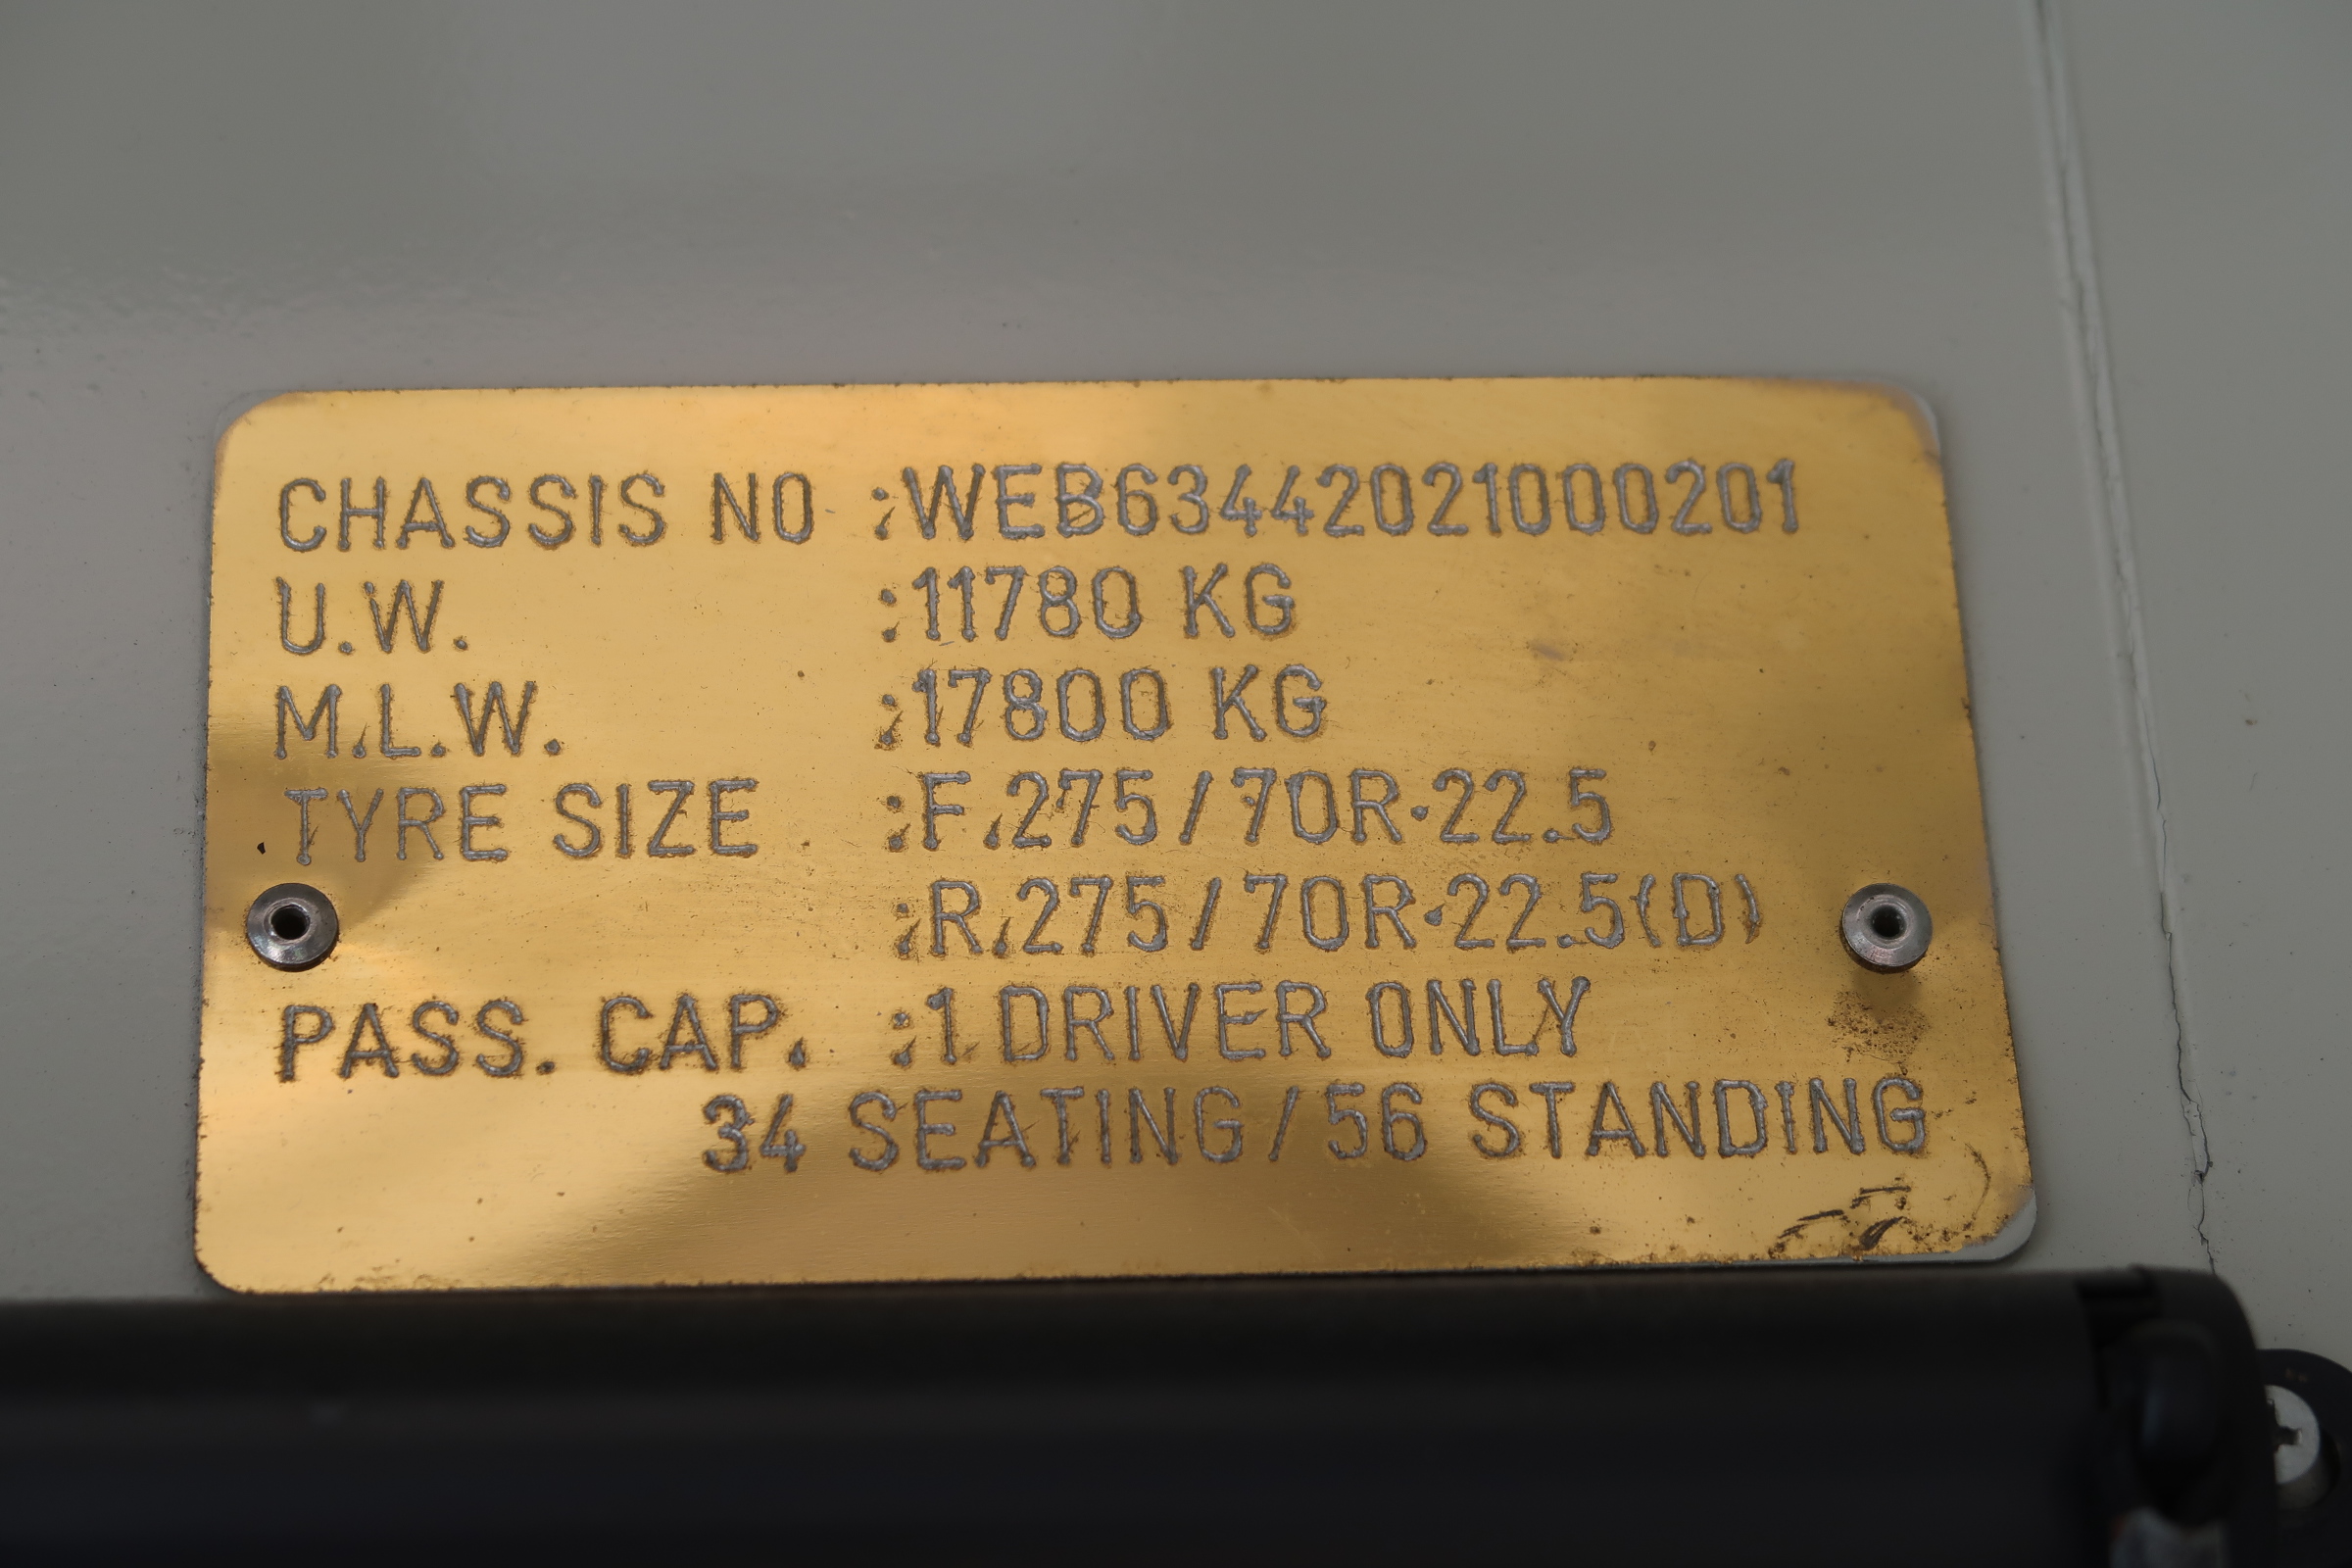 CHASSIS NO :WEB63442021000201
U.W. :11780 KG
M.L.W. :17800 KG
TYRE SIZE :F.275/70R.22.5
:R.275/70R.22.5(D)
PASS. CAP. :1 DRIVER ONLY
34 SEATING/56 STANDING